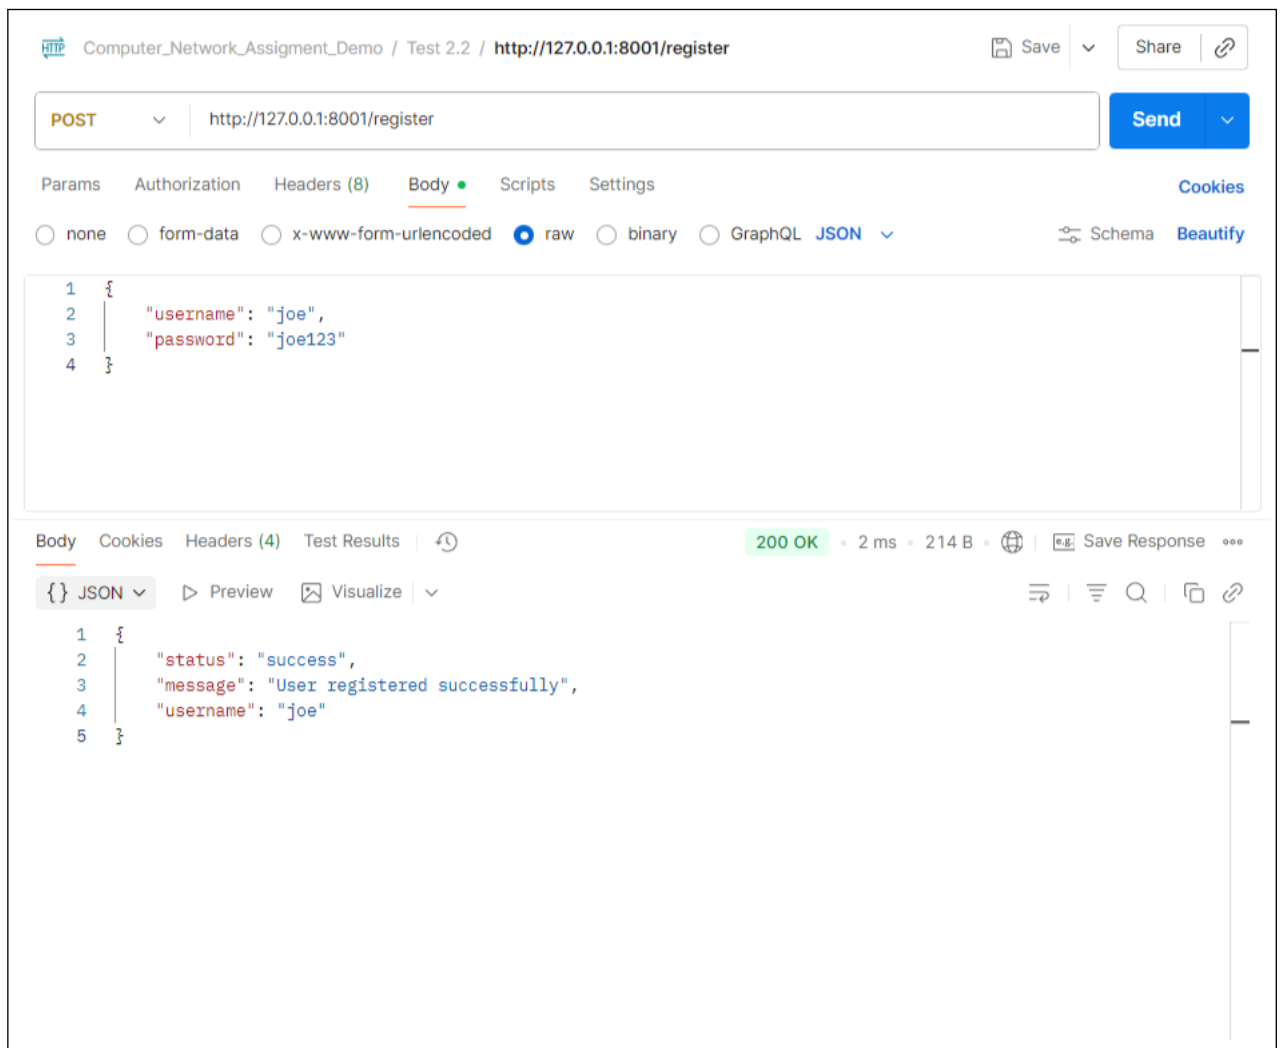 HTTP Computer_Network_Assigment_Demo / Test 2.2 / http://127.0.0.1:8001/register Save Share
POST http://127.0.0.1:8001/register Send
Params Authorization Headers (8) Body Scripts Settings Cookies
none form-data x-www-form-urlencoded raw binary GraphQL JSON Schema Beautify
1 {
2 "username": "joe",
3 "password": "joe123"
4 }
Body Cookies Headers (4) Test Results 200 OK 2 ms 214 B e.g. Save Response
{} JSON Preview Visualize
1 {
2 "status": "success",
3 "message": "User registered successfully",
4 "username": "joe"
5 }